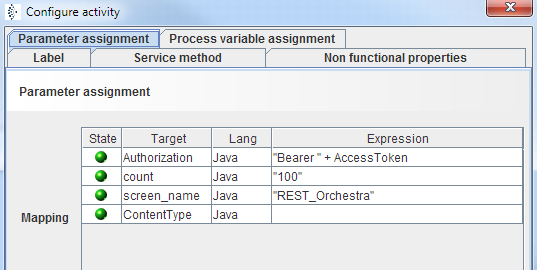 Configure activity
Parameter assignment Process variable assignment
Label Service method Non functional properties
Parameter assignment
State Target Lang Expression
Authorization Java "Bearer " + AccessToken
count Java "100"
screen_name Java "REST_Orchestra"
Mapping ContentType Java